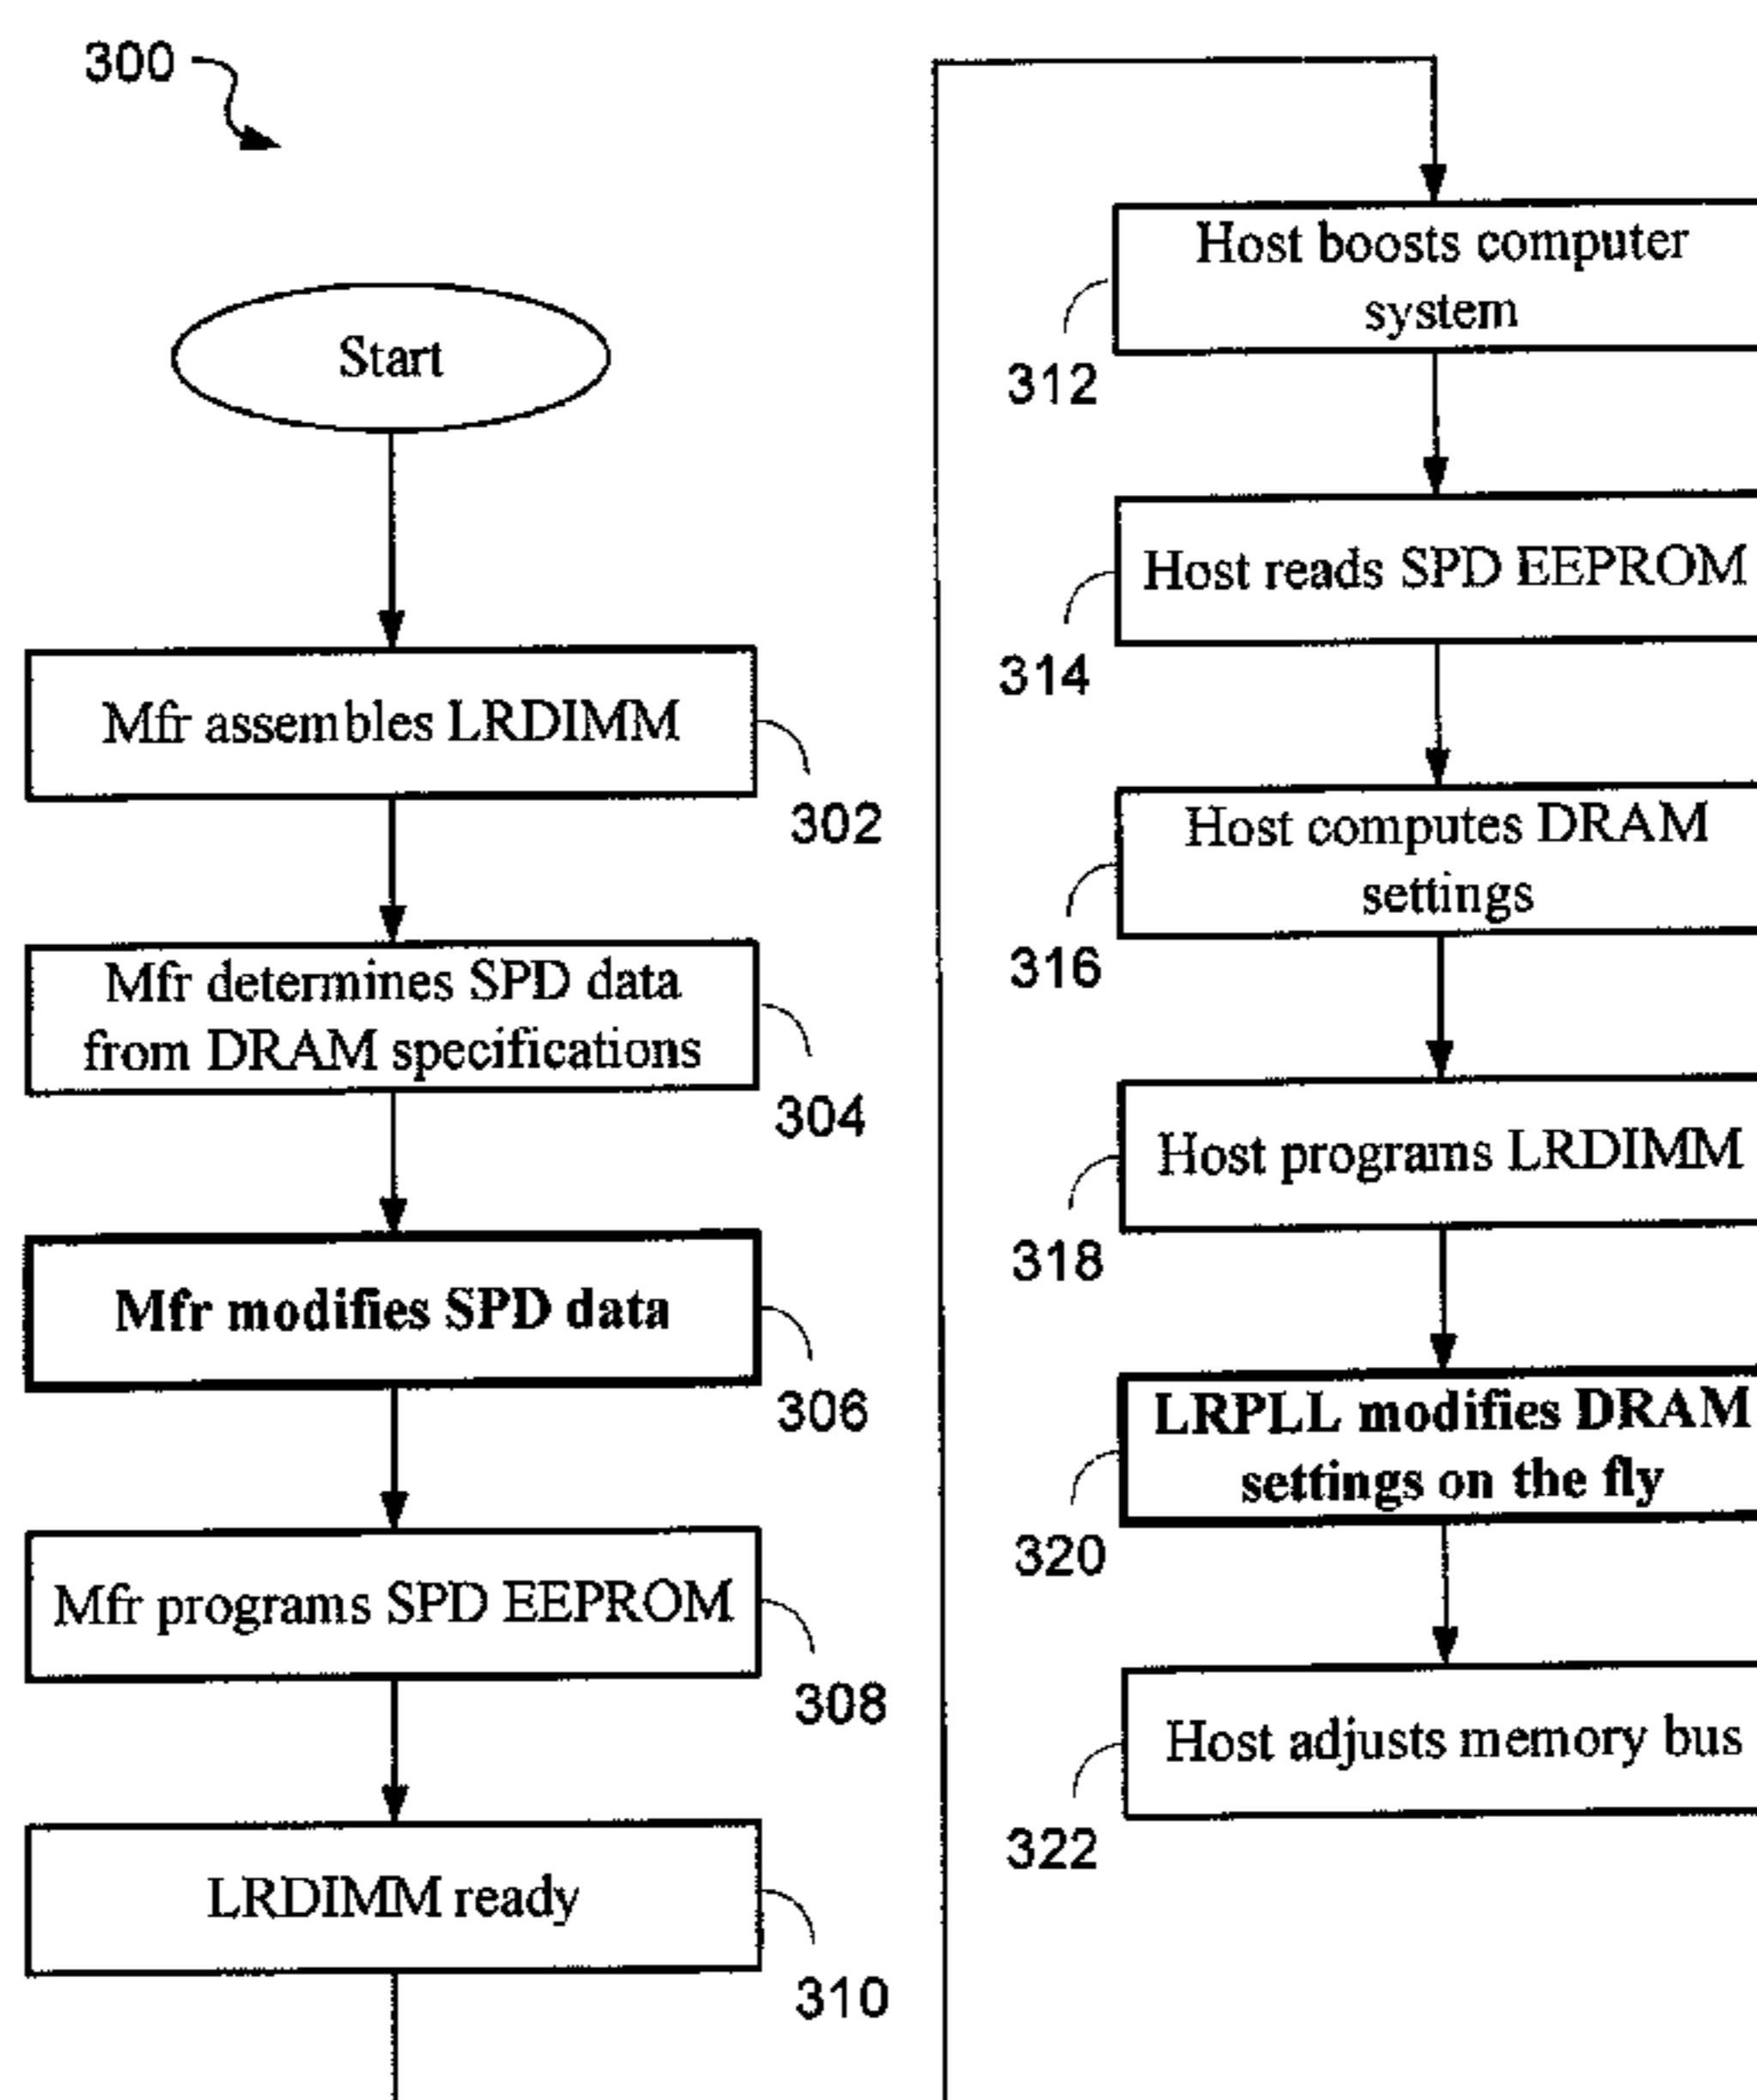 300
Start
Mfr assembles LRDIMM
302
Mfr determines SPD data
from DRAM specifications
304
Mfr modifies SPD data
306
Mfr programs SPD EEPROM
308
LRDIMM ready
310
Host boosts computer
system
312
Host reads SPD EEPROM
314
Host computes DRAM
settings
316
Host programs LRDIMM
318
LRPLL modifies DRAM
settings on the fly
320
Host adjusts memory bus
322